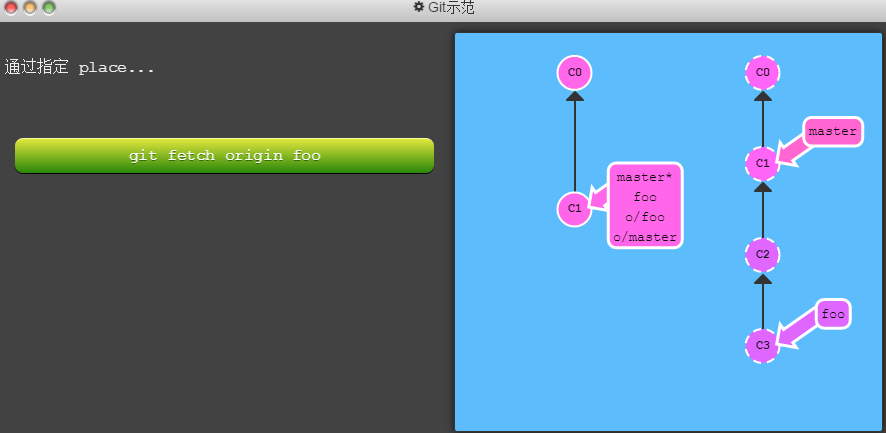 Git示范
通过指定 place...
git fetch origin foo
C0
C1
master*
foo
o/foo
o/master
C0
master
C1
C2
foo
C3